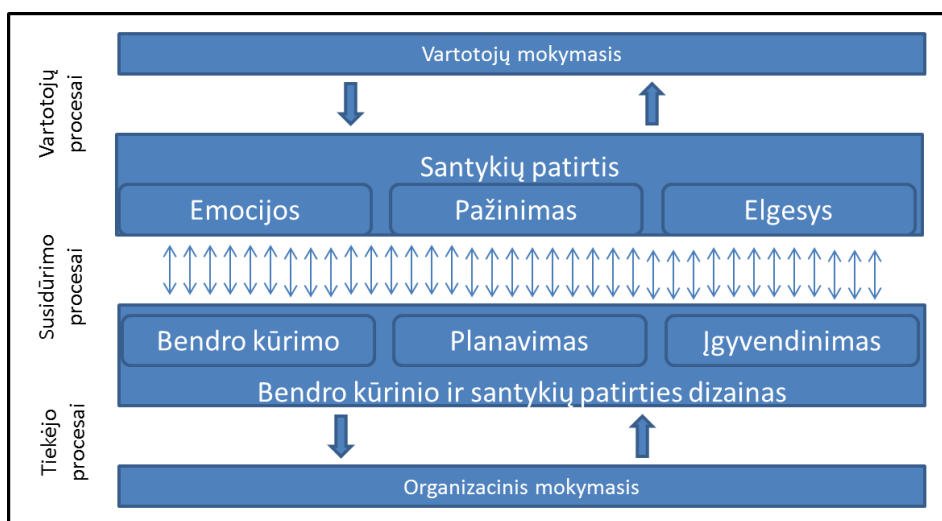 Vartotojų mokymasis
Vartotojų
procesai
Santykių patirtis
Emocijos
Pažinimas
Elgesys
Susidūrimo
procesai
Bendro kūrimo
Planavimas
Įgyvendinimas
Bendro kūrinio ir santykių patirties dizainas
Tiekėjo
procesai
Organizacinis mokymasis